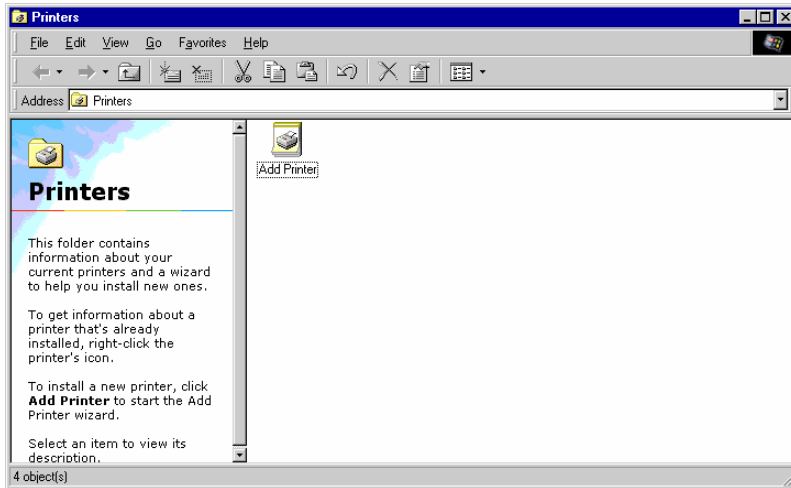 Printers
File Edit View Go Favorites Help
Address Printers
Add Printer
Printers
This folder contains
information about your
current printers and a wizard
to help you install new ones.
To get information about a
printer that's already
installed, right-click the
printer's icon.
To install a new printer, click
Add Printer to start the Add
Printer wizard.
Select an item to view its
description.
4 object(s)